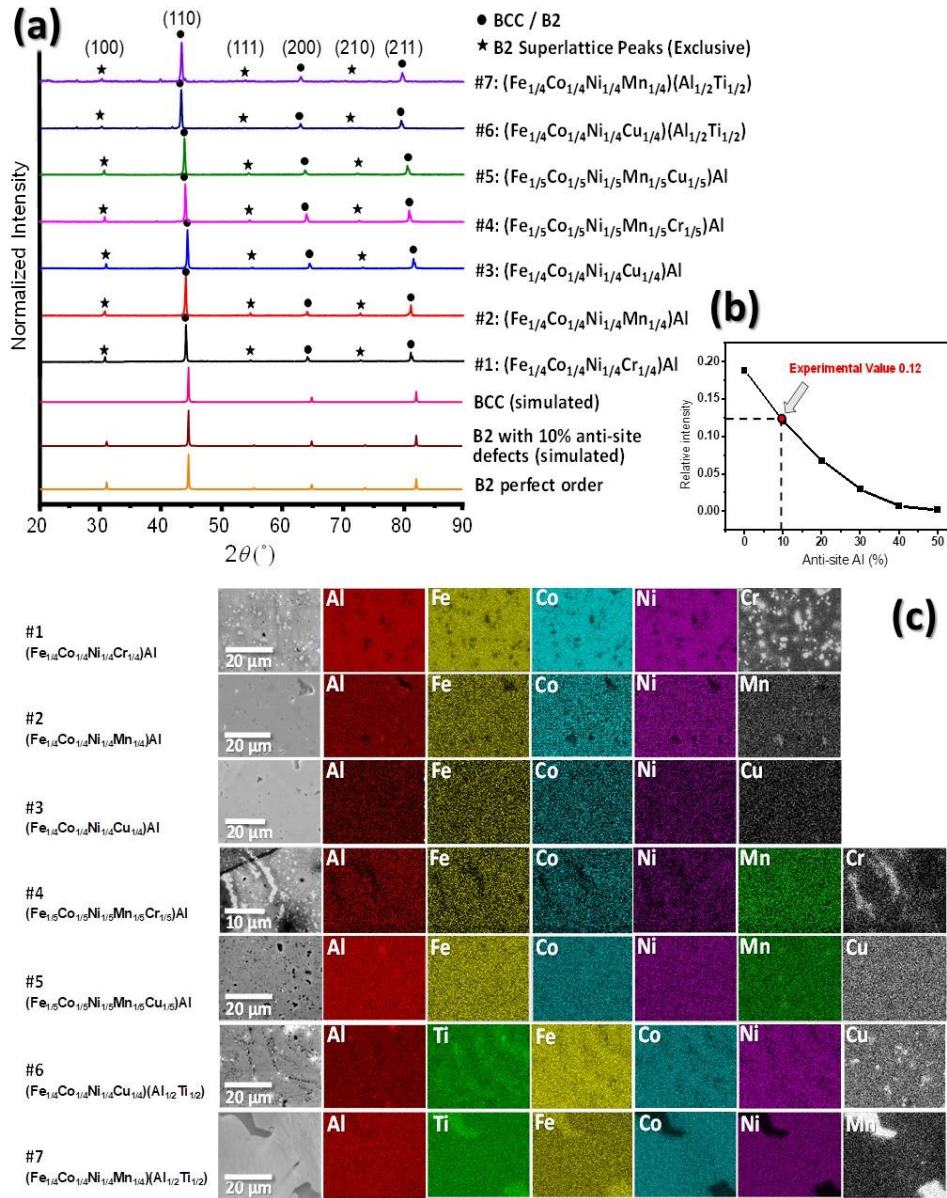 (a)
(100) (110) (111) (200) (210) (211)
● BCC / B2
★ B2 Superlattice Peaks (Exclusive)
#7: (Fe1/4Co1/4Ni1/4Mn1/4)(Al1/2Ti1/2)
#6: (Fe1/4Co1/4Ni1/4Cu1/4)(Al1/2Ti1/2)
#5: (Fe1/5Co1/5Ni1/5Mn1/5Cu1/5)Al
#4: (Fe1/5Co1/5Ni1/5Mn1/5Cr1/5)Al
#3: (Fe1/4Co1/4Ni1/4Cu1/4)Al
#2: (Fe1/4Co1/4Ni1/4Mn1/4)Al
#1: (Fe1/4Co1/4Ni1/4Cr1/4)Al
BCC (simulated)
B2 with 10% anti-site
defects (simulated)
B2 perfect order
Normalized Intensity
20 30 40 50 60 70 80 90
2θ(°)
(b)
Experimental Value 0.12
0.20
0.15
0.10
0.05
0.00
Relative intensity
0 10 20 30 40 50
Anti-site Al (%)
(c)
#1
(Fe1/4Co1/4Ni1/4Cr1/4)Al
20 μm
Al Fe Co Ni Cr
#2
(Fe1/4Co1/4Ni1/4Mn1/4)Al
20 μm
Al Fe Co Ni Mn
#3
(Fe1/4Co1/4Ni1/4Cu1/4)Al
20 μm
Al Fe Co Ni Cu
#4
(Fe1/5Co1/5Ni1/5Mn1/5Cr1/5)Al
10 μm
Al Fe Co Ni Mn Cr
#5
(Fe1/5Co1/5Ni1/5Mn1/5Cu1/5)Al
20 μm
Al Fe Co Ni Mn Cu
#6
(Fe1/4Co1/4Ni1/4Cu1/4)(Al1/2Ti1/2)
20 μm
Al Ti Fe Co Ni Cu
#7
(Fe1/4Co1/4Ni1/4Mn1/4)(Al1/2Ti1/2)
20 μm
Al Ti Fe Co Ni Mn